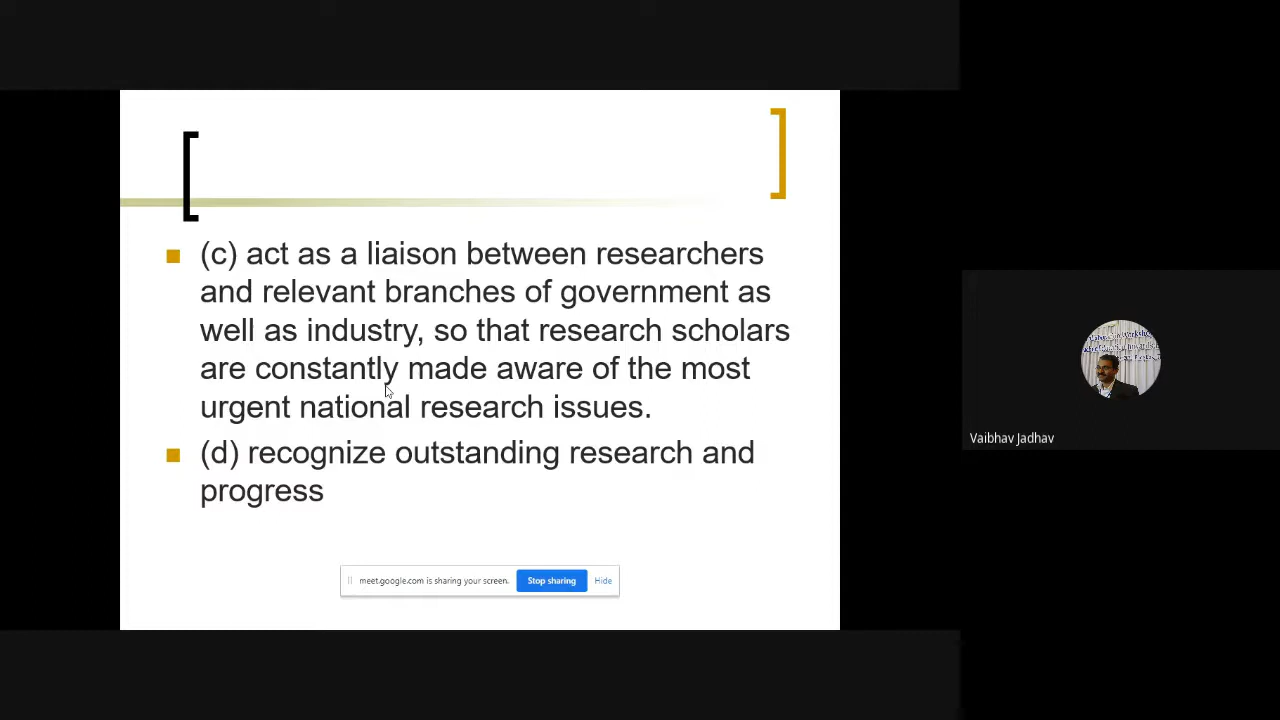 (c) act as a liaison between researchers
and relevant branches of government as
well as industry, so that research scholars
are constantly made aware of the most
urgent national research issues.
(d) recognize outstanding research and
progress
meet.google.com is sharing your screen. Stop sharing Hide
Vaibhav Jadhav